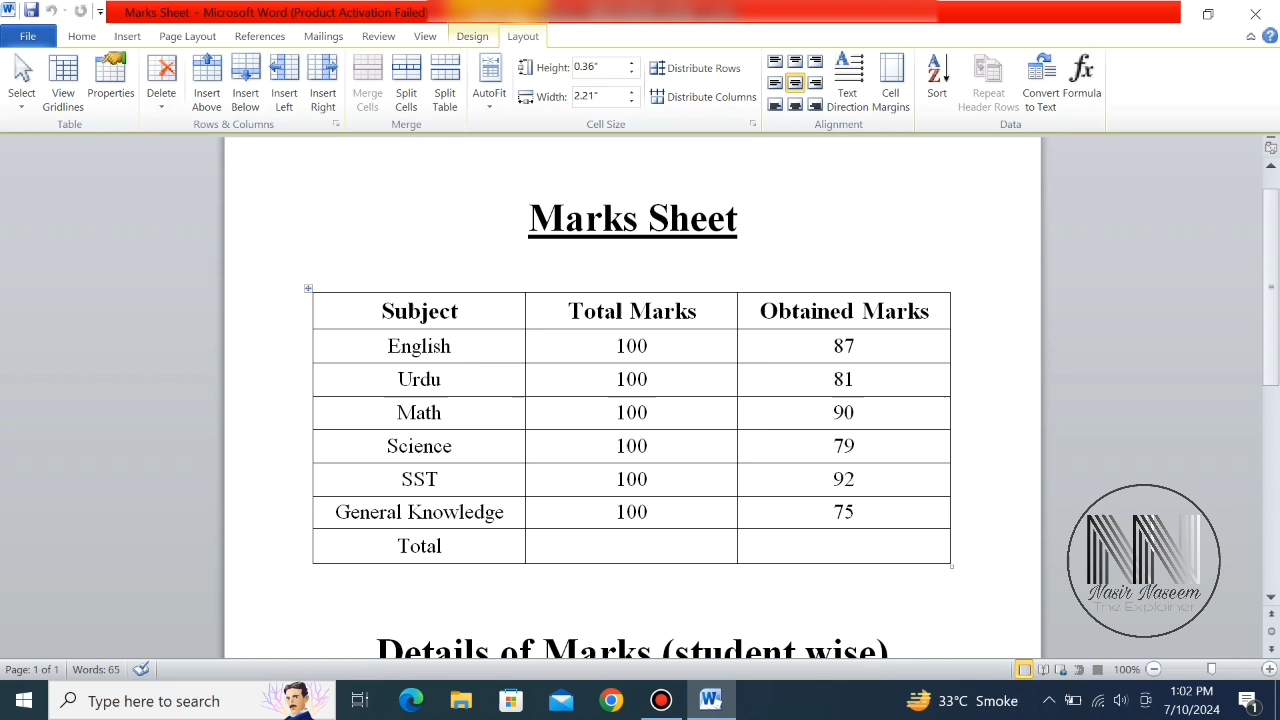 Marks Sheet - Microsoft Word (Product Activation Failed)
File Home Insert Page Layout References Mailings Review View Design Layout
Select View Gridlines Properties
Table
Delete Insert Above Insert Below Insert Left Insert Right
Rows & Columns
Merge Cells Split Cells Split Table
Merge
AutoFit Height: 0.36" Distribute Rows
Width: 2.21" Distribute Columns
Cell Size
Text Direction Cell Margins
Alignment
Sort Repeat Header Rows Convert to Text Formula
Data
Marks Sheet
Subject Total Marks Obtained Marks
English 100 87
Urdu 100 81
Math 100 90
Science 100 79
SST 100 92
General Knowledge 100 75
Total
Details of Marks (student wise)
NN
Nasir Naseem
The Explainer
Page: 1 of 1 Words: 65 100%
Type here to search
33°C Smoke
1:02 PM
7/10/2024
1